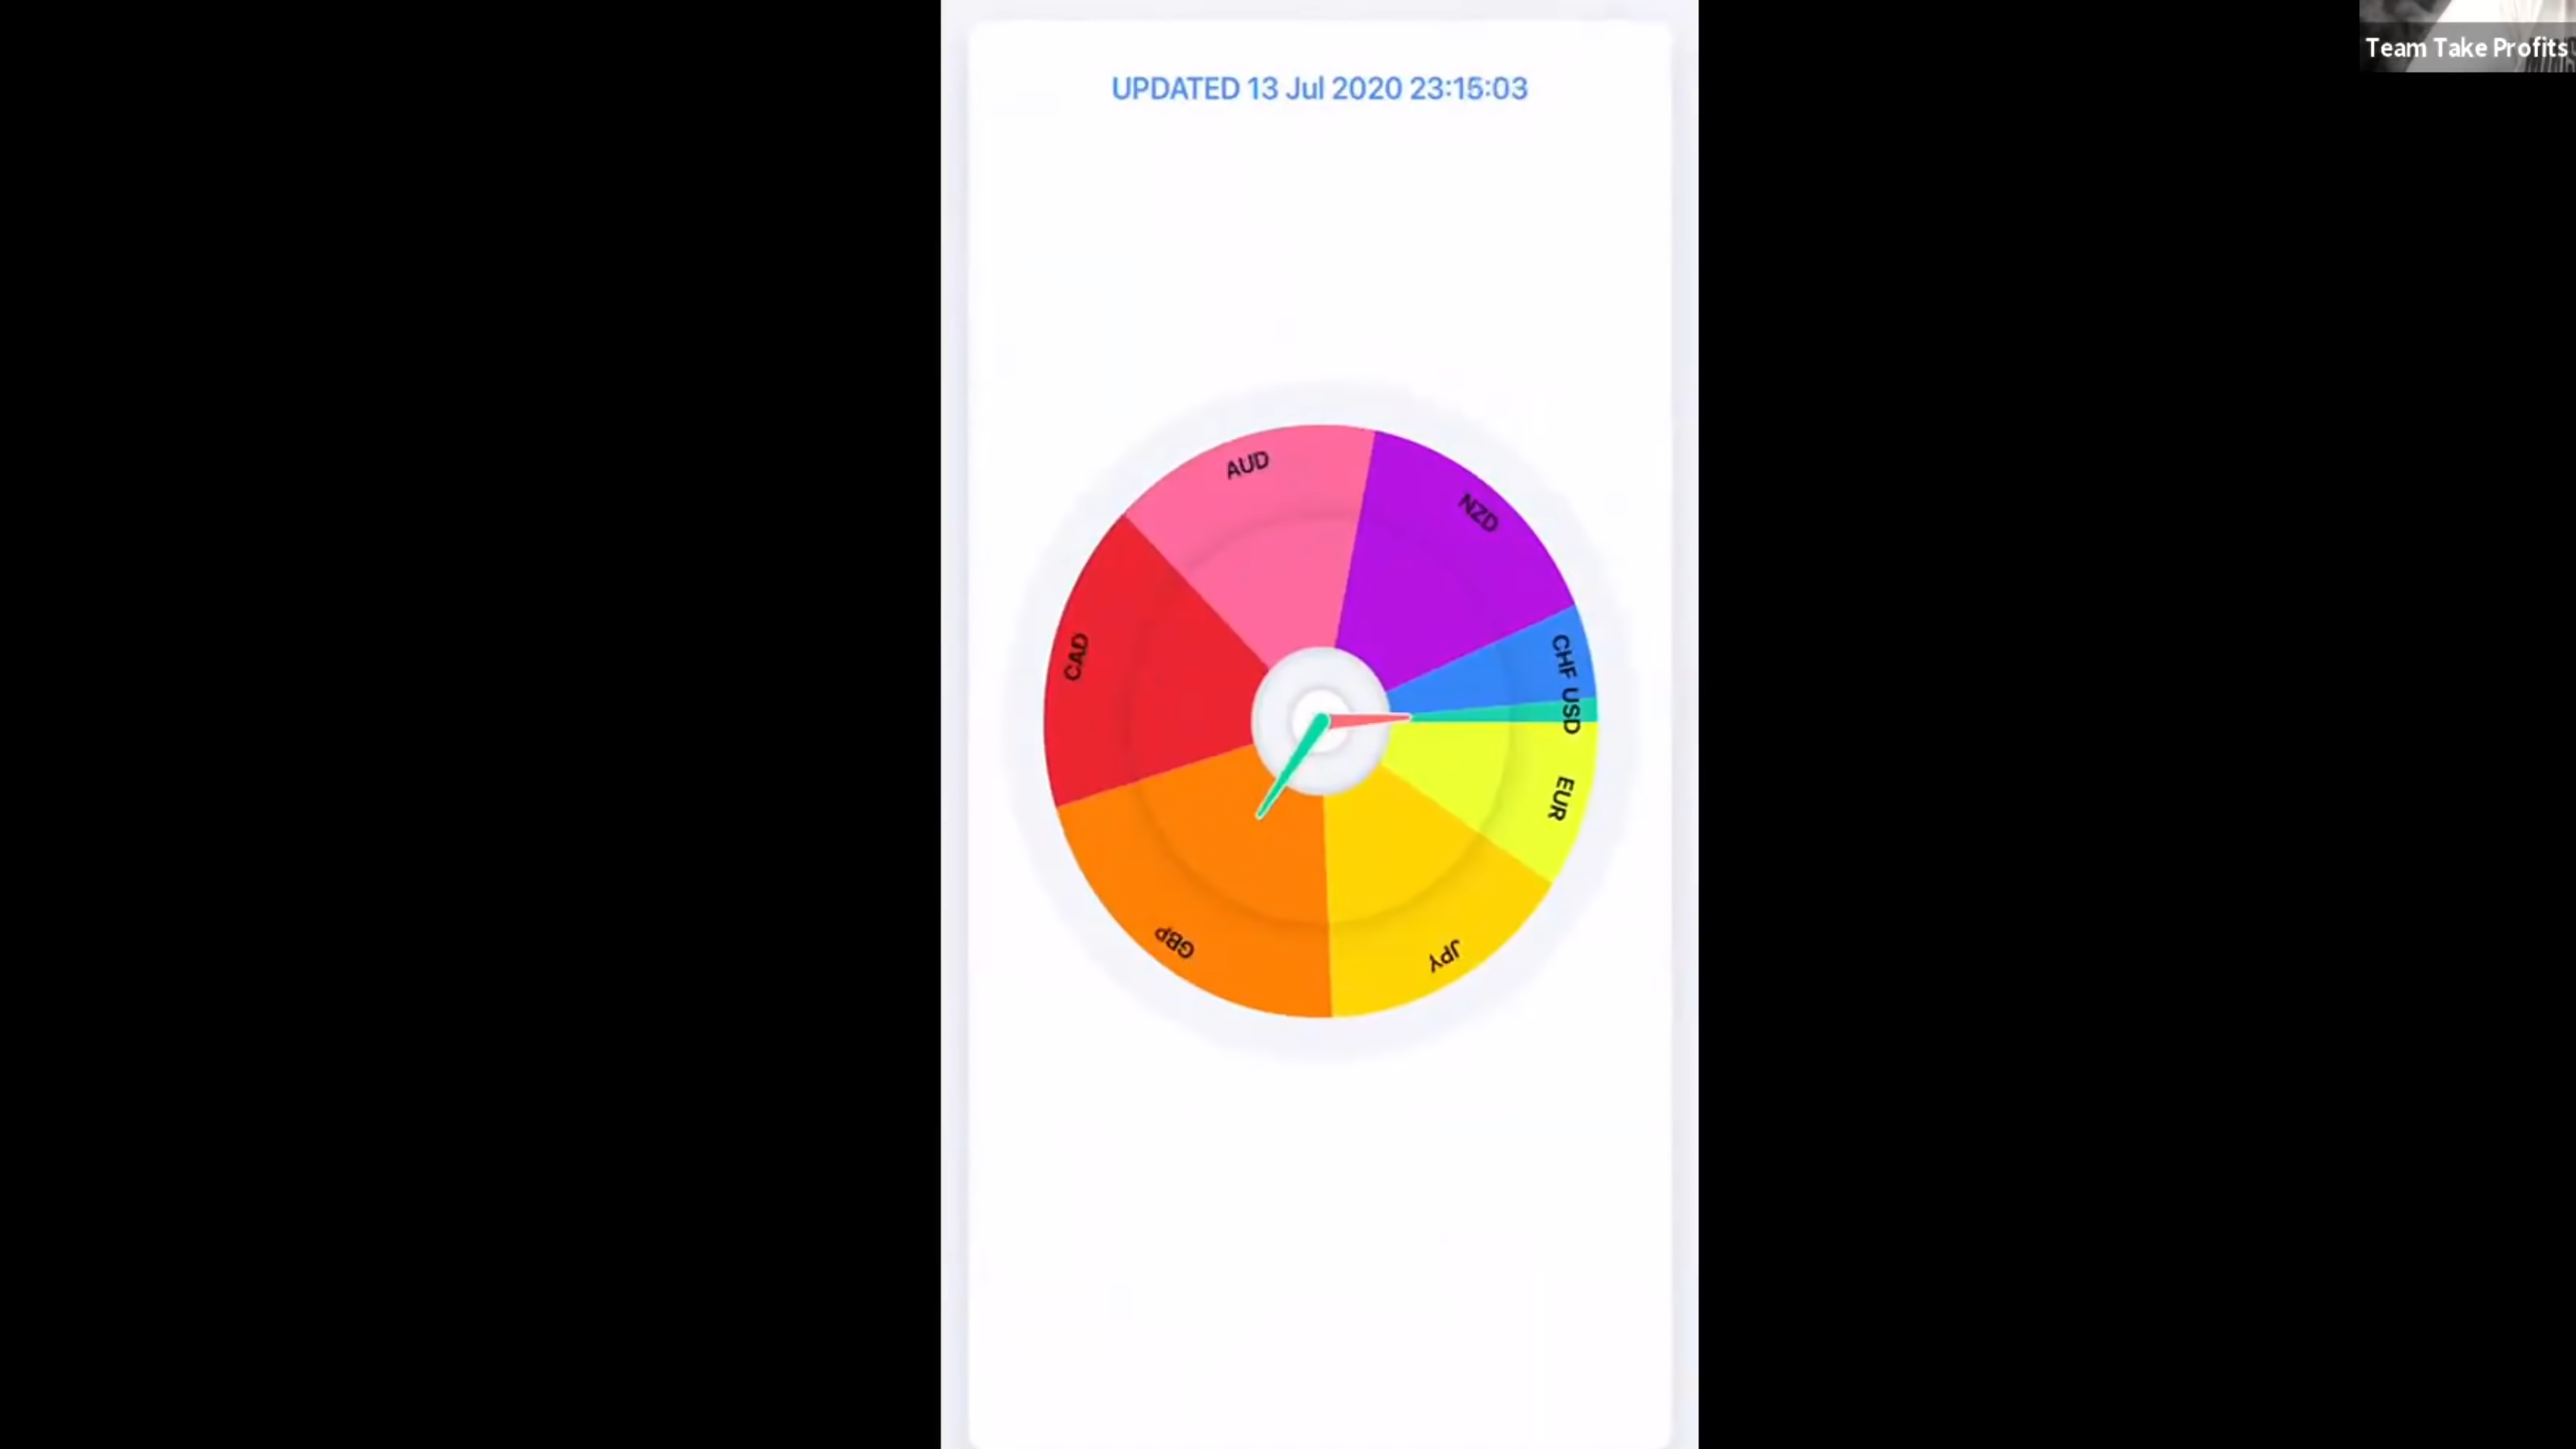 Team Take Profits
UPDATED 13 Jul 2020 23:15:03
AUD
NZD
CHF
USD
CAD
EUR
GBP
JPY